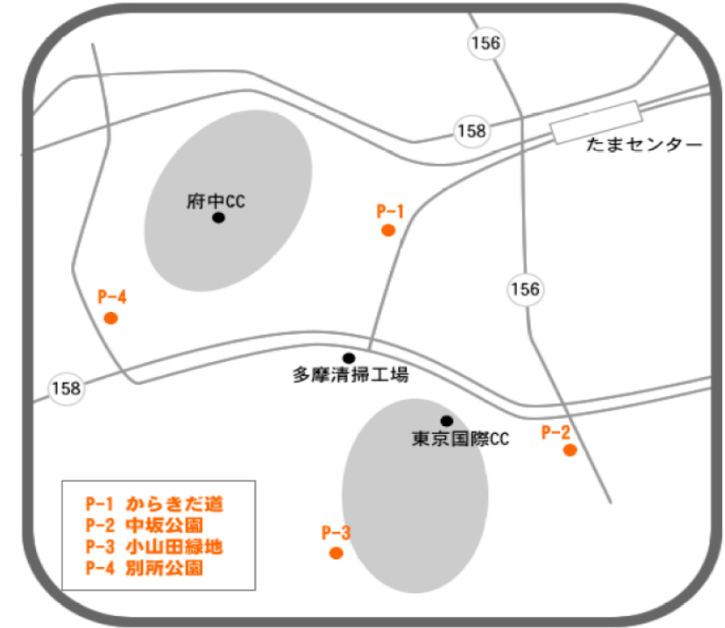 156
158
たまセンター
府中CC
P-1
156
P-4
多摩清掃工場
158
東京国際CC
P-2
P-3
P-1 からきだ道
P-2 中坂公園
P-3 小山田緑地
P-4 別所公園